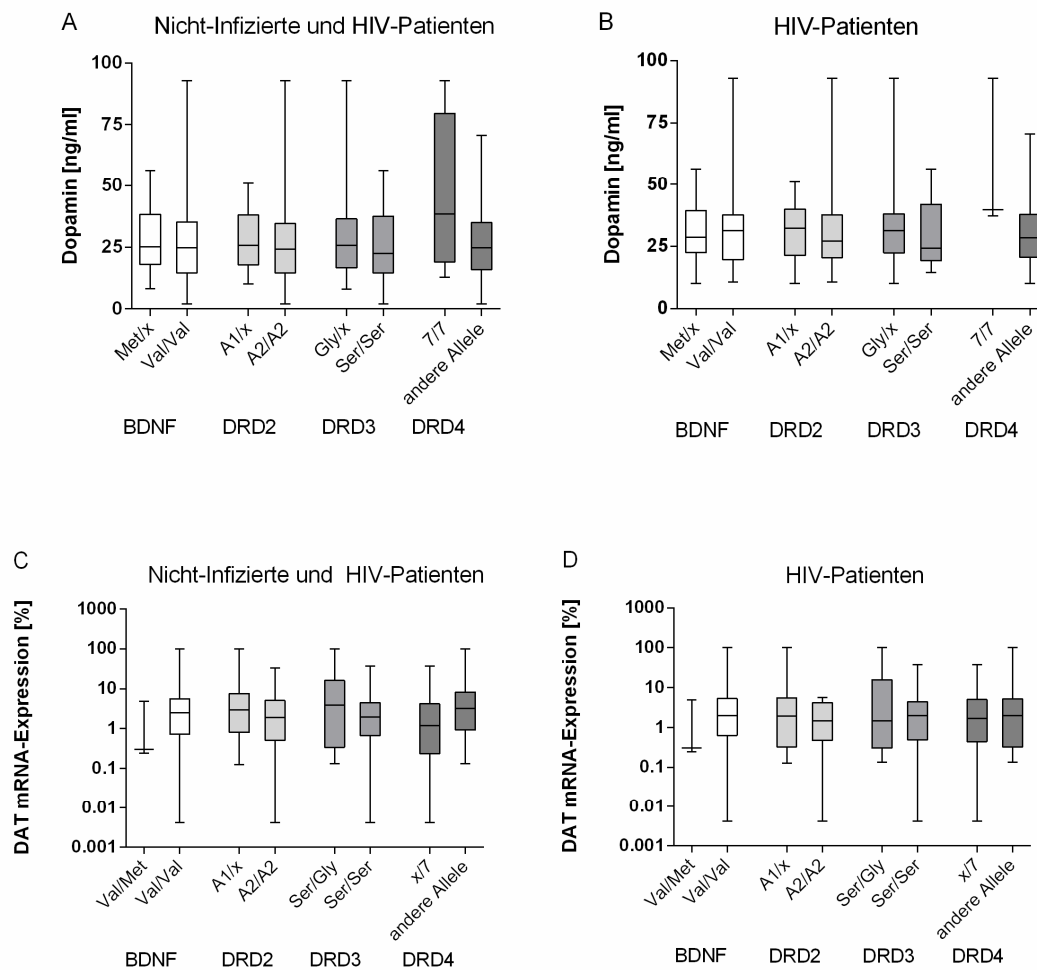 A
Nicht-Infizierte und HIV-Patienten
Dopamin [ng/ml]
100
75
50
25
0
Met/x
Val/Val
A1/x
A2/A2
Gly/x
Ser/Ser
7/7
andere Allele
BDNF DRD2 DRD3 DRD4
B
HIV-Patienten
Dopamin [ng/ml]
100
75
50
25
0
Met/x
Val/Val
A1/x
A2/A2
Gly/x
Ser/Ser
7/7
andere Allele
BDNF DRD2 DRD3 DRD4
C
Nicht-Infizierte und HIV-Patienten
DAT mRNA-Expression [%]
1000
100
10
1
0.1
0.01
0.001
Val/Met
Val/Val
A1/x
A2/A2
Ser/Gly
Ser/Ser
x/7
andere Allele
BDNF DRD2 DRD3 DRD4
D
HIV-Patienten
DAT mRNA-Expression [%]
1000
100
10
1
0.1
0.01
0.001
Val/Met
Val/Val
A1/x
A2/A2
Ser/Gly
Ser/Ser
x/7
andere Allele
BDNF DRD2 DRD3 DRD4